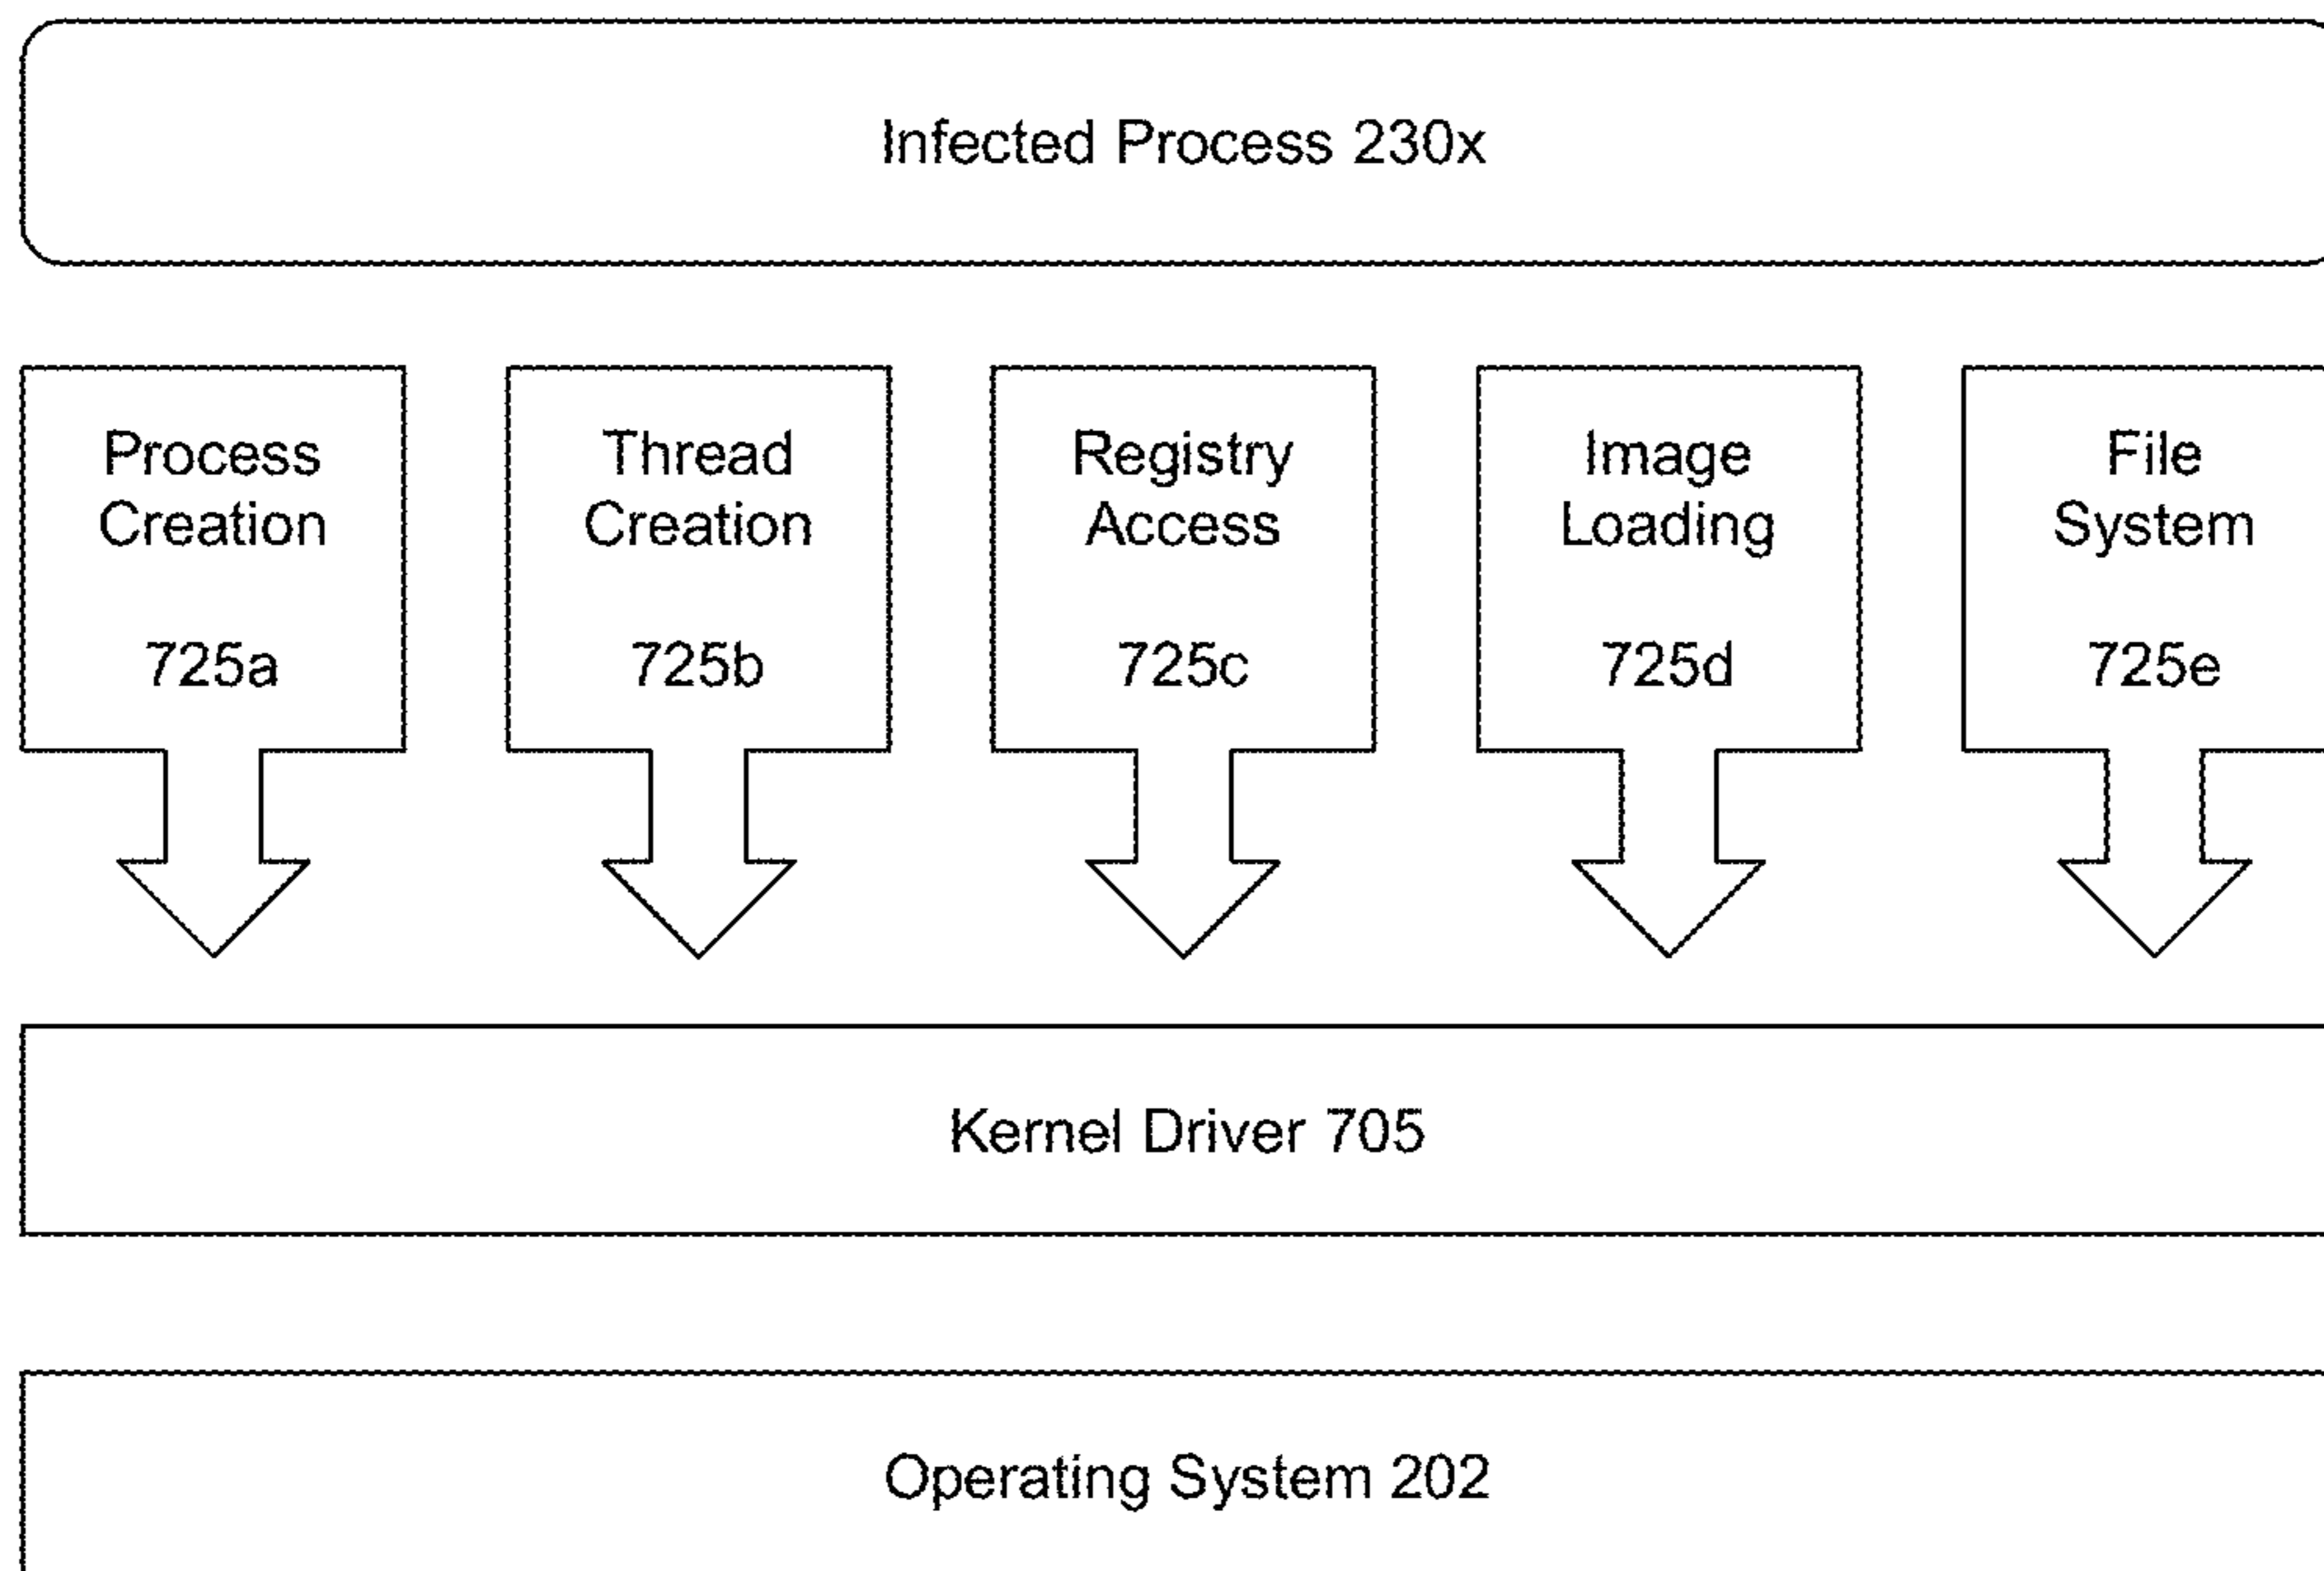 Infected Process 230x
Process
Creation
725a
Thread
Creation
725b
Registry
Access
725c
Image
Loading
725d
File
System
725e
Kernel Driver 705
Operating System 202